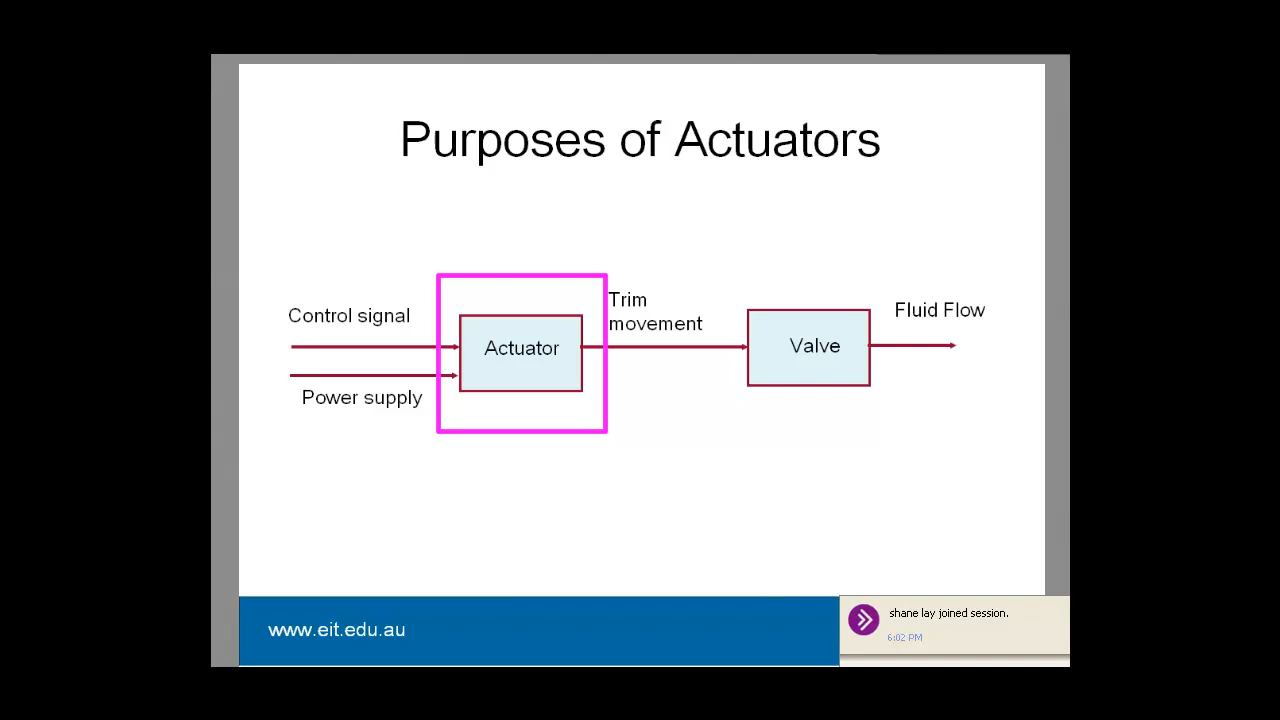 Purposes of Actuators
Control signal
Power supply
Actuator
Trim
movement
Valve
Fluid Flow
www.eit.edu.au
shane lay joined session.
6:02 PM